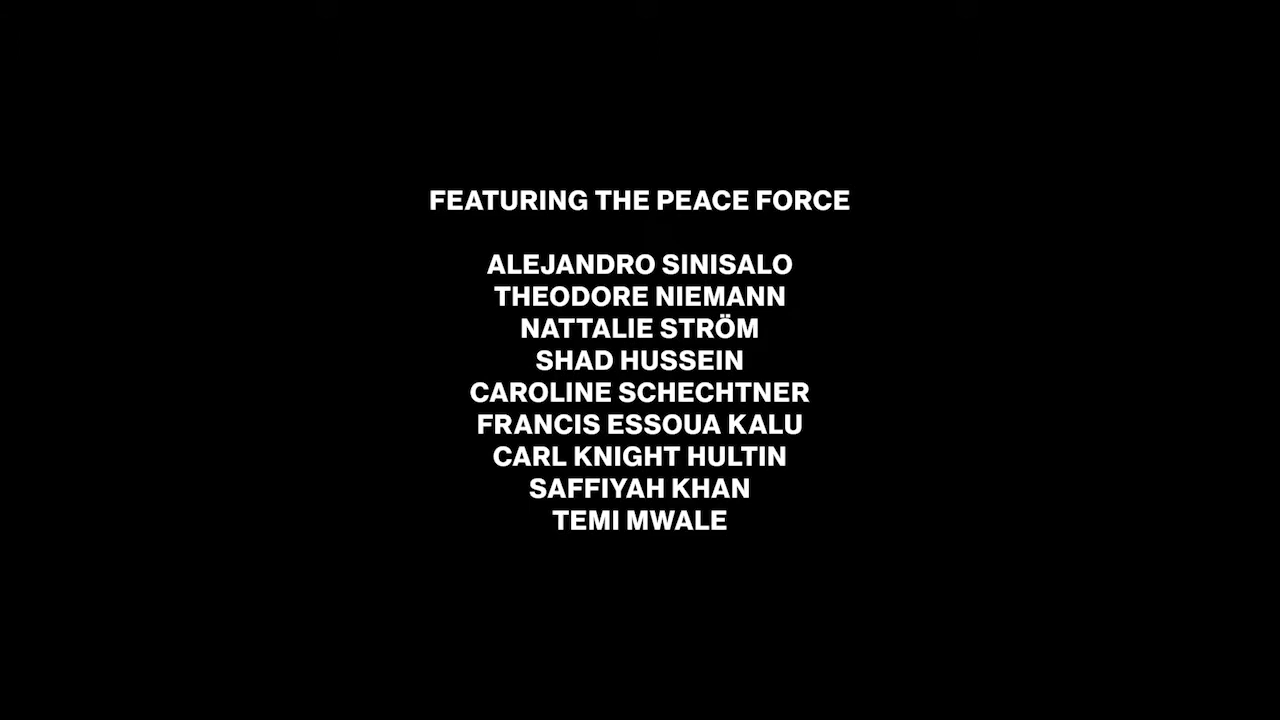 FEATURING THE PEACE FORCE
ALEJANDRO SINISALO
THEODORE NIEMANN
NATTALIE STRÖM
SHAD HUSSEIN
CAROLINE SCHECHTNER
FRANCIS ESSOUA KALU
CARL KNIGHT HULTIN
SAFFIYAH KHAN
TEMI MWALE